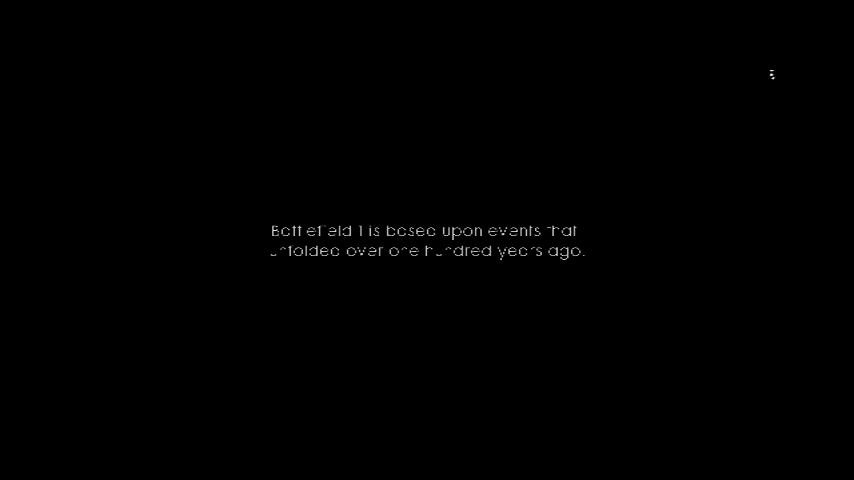 Battlefield 1 is based upon events that
unfolded over one hundred years ago.